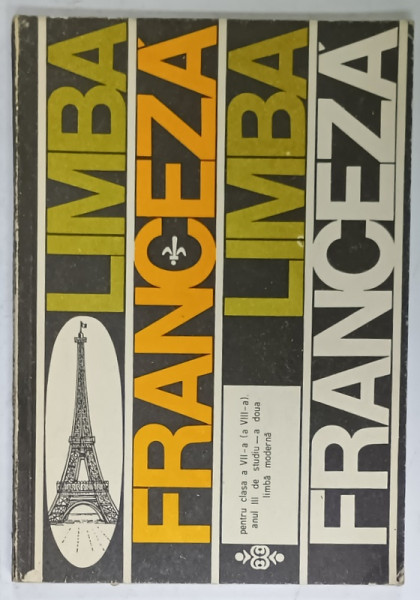 LIMBA
FRANCEZĂ
LIMBA
FRANCEZĂ
pentru clasa a VII-a (a VIII-a).
anul III de studiu—a doua
limbă modernă